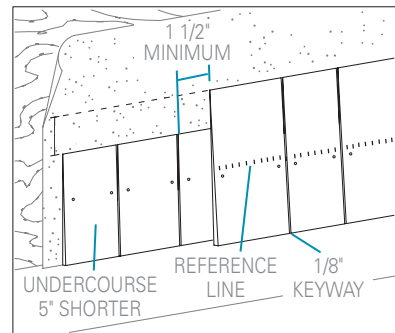 1 1/2"
MINIMUM
UNDERCOURSE
5" SHORTER
REFERENCE
LINE
1/8"
KEYWAY